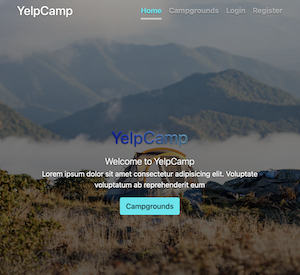 YelpCamp
Home Campgrounds Login Register
YelpCamp
Welcome to YelpCamp
Lorem ipsum dolor sit amet consectetur adipisicing elit. Voluptate
voluptatum ab reprehenderit eum
Campgrounds